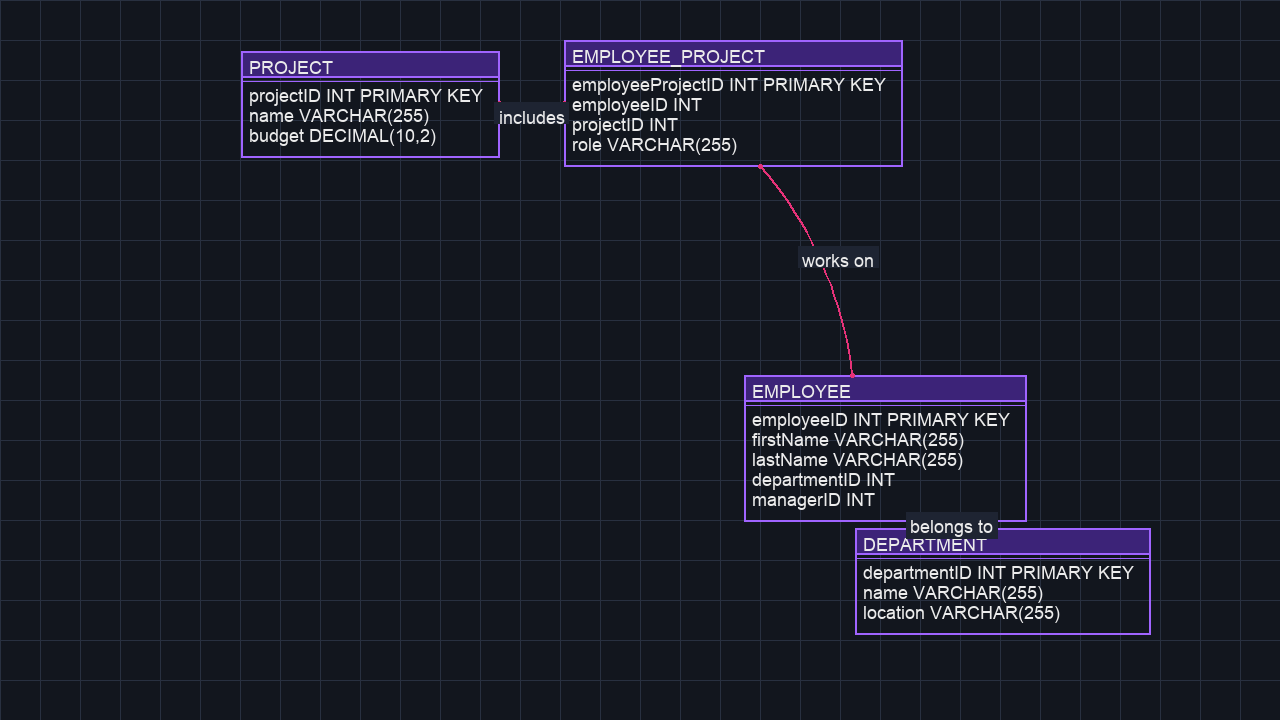 PROJECT
projectID INT PRIMARY KEY
name VARCHAR(255)
budget DECIMAL(10,2)
includes
EMPLOYEE_PROJECT
employeeProjectID INT PRIMARY KEY
employeeID INT
projectID INT
role VARCHAR(255)
works on
EMPLOYEE
employeeID INT PRIMARY KEY
firstName VARCHAR(255)
lastName VARCHAR(255)
departmentID INT
managerID INT
belongs to
DEPARTMENT
departmentID INT PRIMARY KEY
name VARCHAR(255)
location VARCHAR(255)